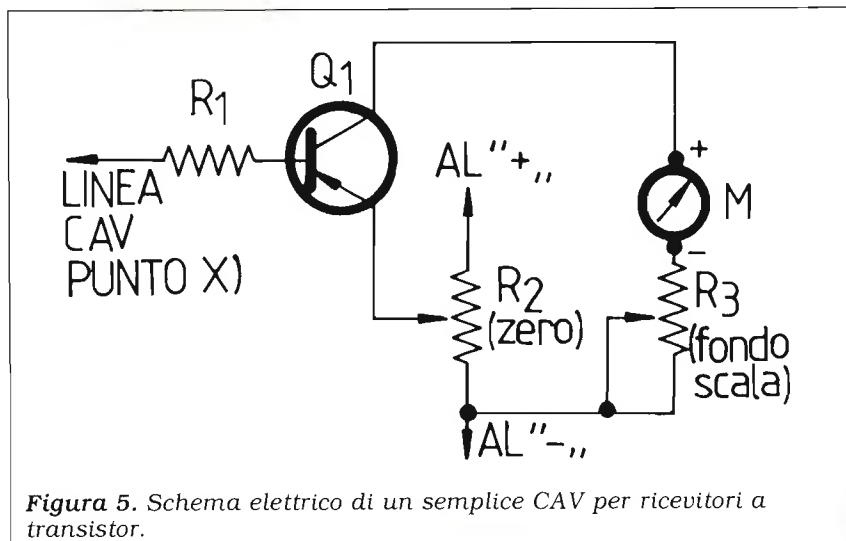 Q1
R1
LINEA
CAV
PUNTO X)
AL "+,,
+
M
-
R2
(zero)
R3
(fondo
scala)
AL "-,,
Figura 5. Schema elettrico di un semplice CAV per ricevitori a
transistor.